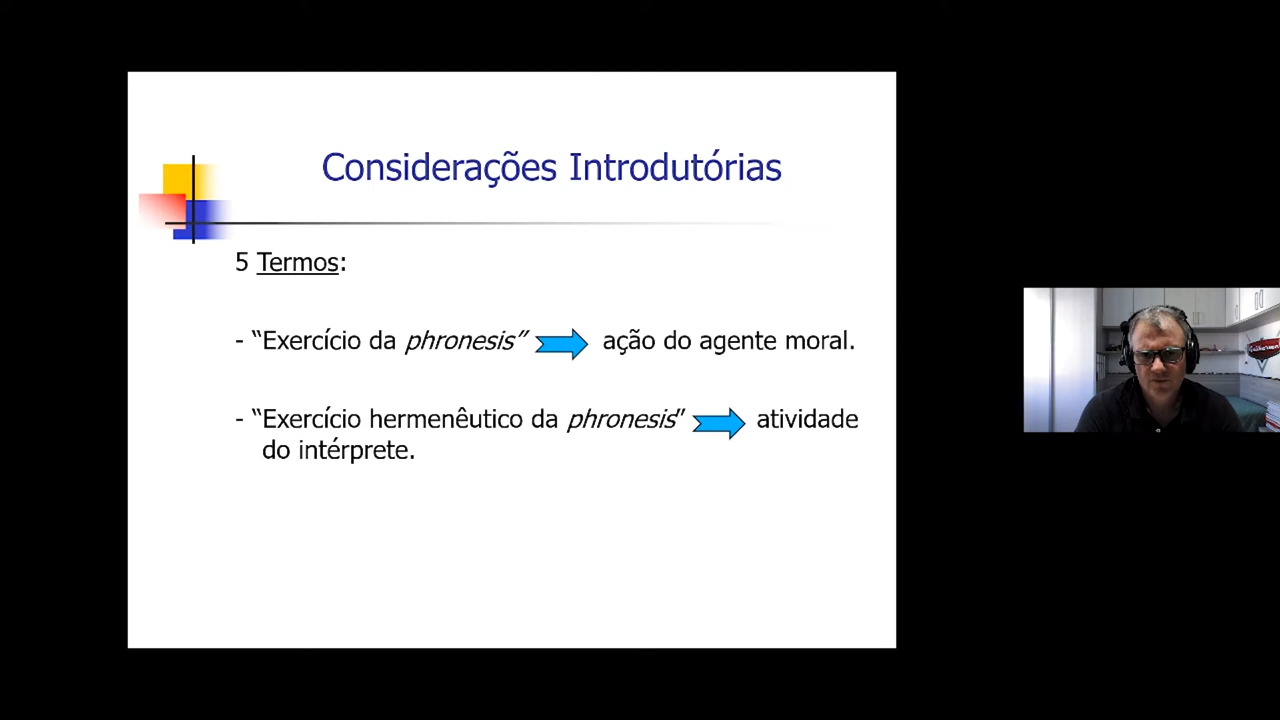 Considerações Introdutórias
5 Termos:
- “Exercício da phronesis” ação do agente moral.
- “Exercício hermenêutico da phronesis” atividade
do intérprete.